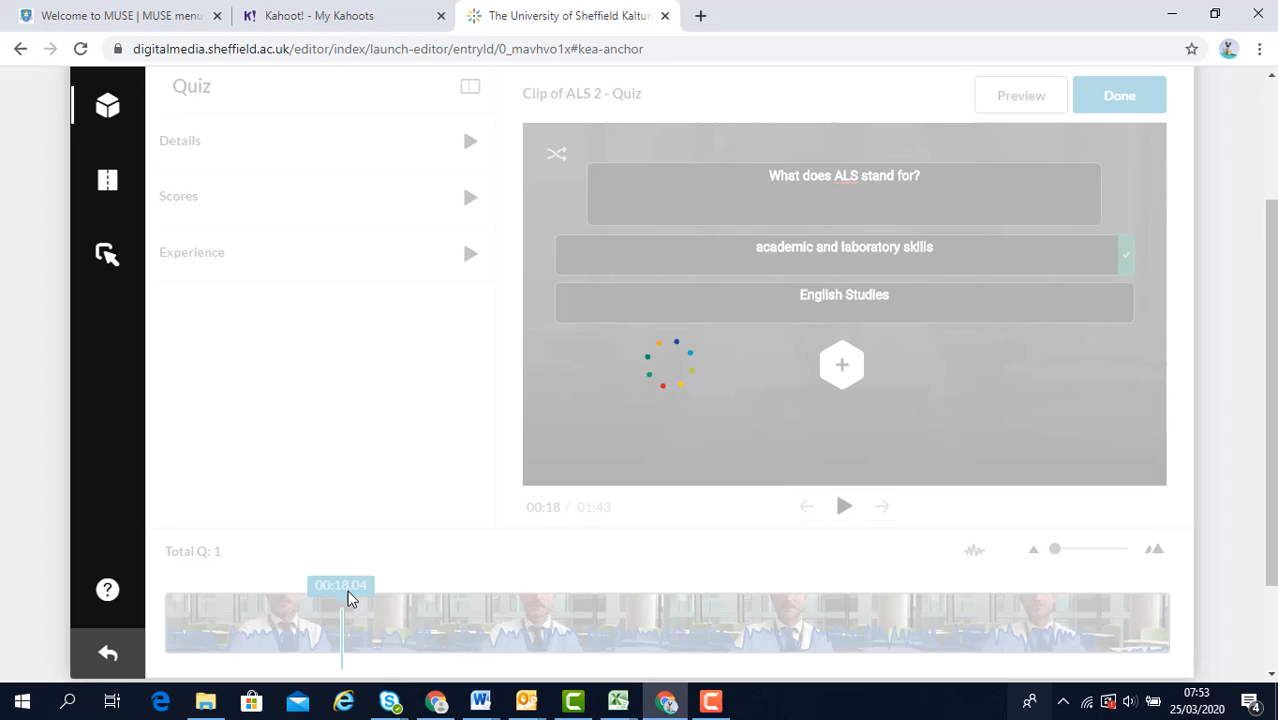 Welcome to MUSE | MUSE menu
Kahoot! - My Kahoots
The University of Sheffield Kaltur
digitalmedia.sheffield.ac.uk/editor/index/launch-editor/entryId/0_mavhvo1x#kea-anchor
Quiz
Clip of ALS 2 - Quiz
Preview
Done
Details
Scores
Experience
What does ALS stand for?
academic and laboratory skills
English Studies
00:18 / 01:43
Total Q: 1
00:18.04
07:53
25/03/2020
4